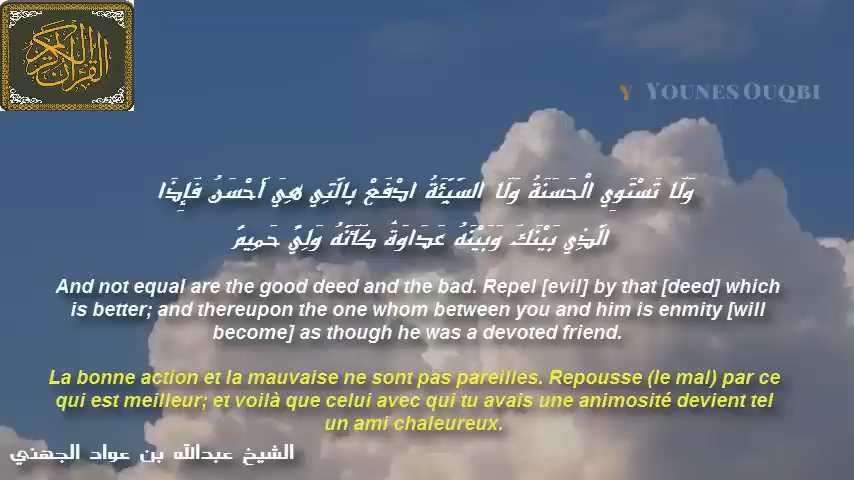 القرآن الكريم
Y YOUNES OUQBI
وَلَا تَسْتَوِي الْحَسَنَةُ وَلَا السَّيِّئَةُ ادْفَعْ بِالَّتِي هِيَ أَحْسَنُ فَإِذَا
الَّذِي بَيْنَكَ وَبَيْنَهُ عَدَاوَةٌ كَأَنَّهُ وَلِيٌّ حَمِيمٌ
And not equal are the good deed and the bad. Repel [evil] by that [deed] which
is better; and thereupon the one whom between you and him is enmity [will
become] as though he was a devoted friend.
La bonne action et la mauvaise ne sont pas pareilles. Repousse (le mal) par ce
qui est meilleur; et voilà que celui avec qui tu avais une animosité devient tel
un ami chaleureux.
الشيخ عبدالله بن عواد الجهني